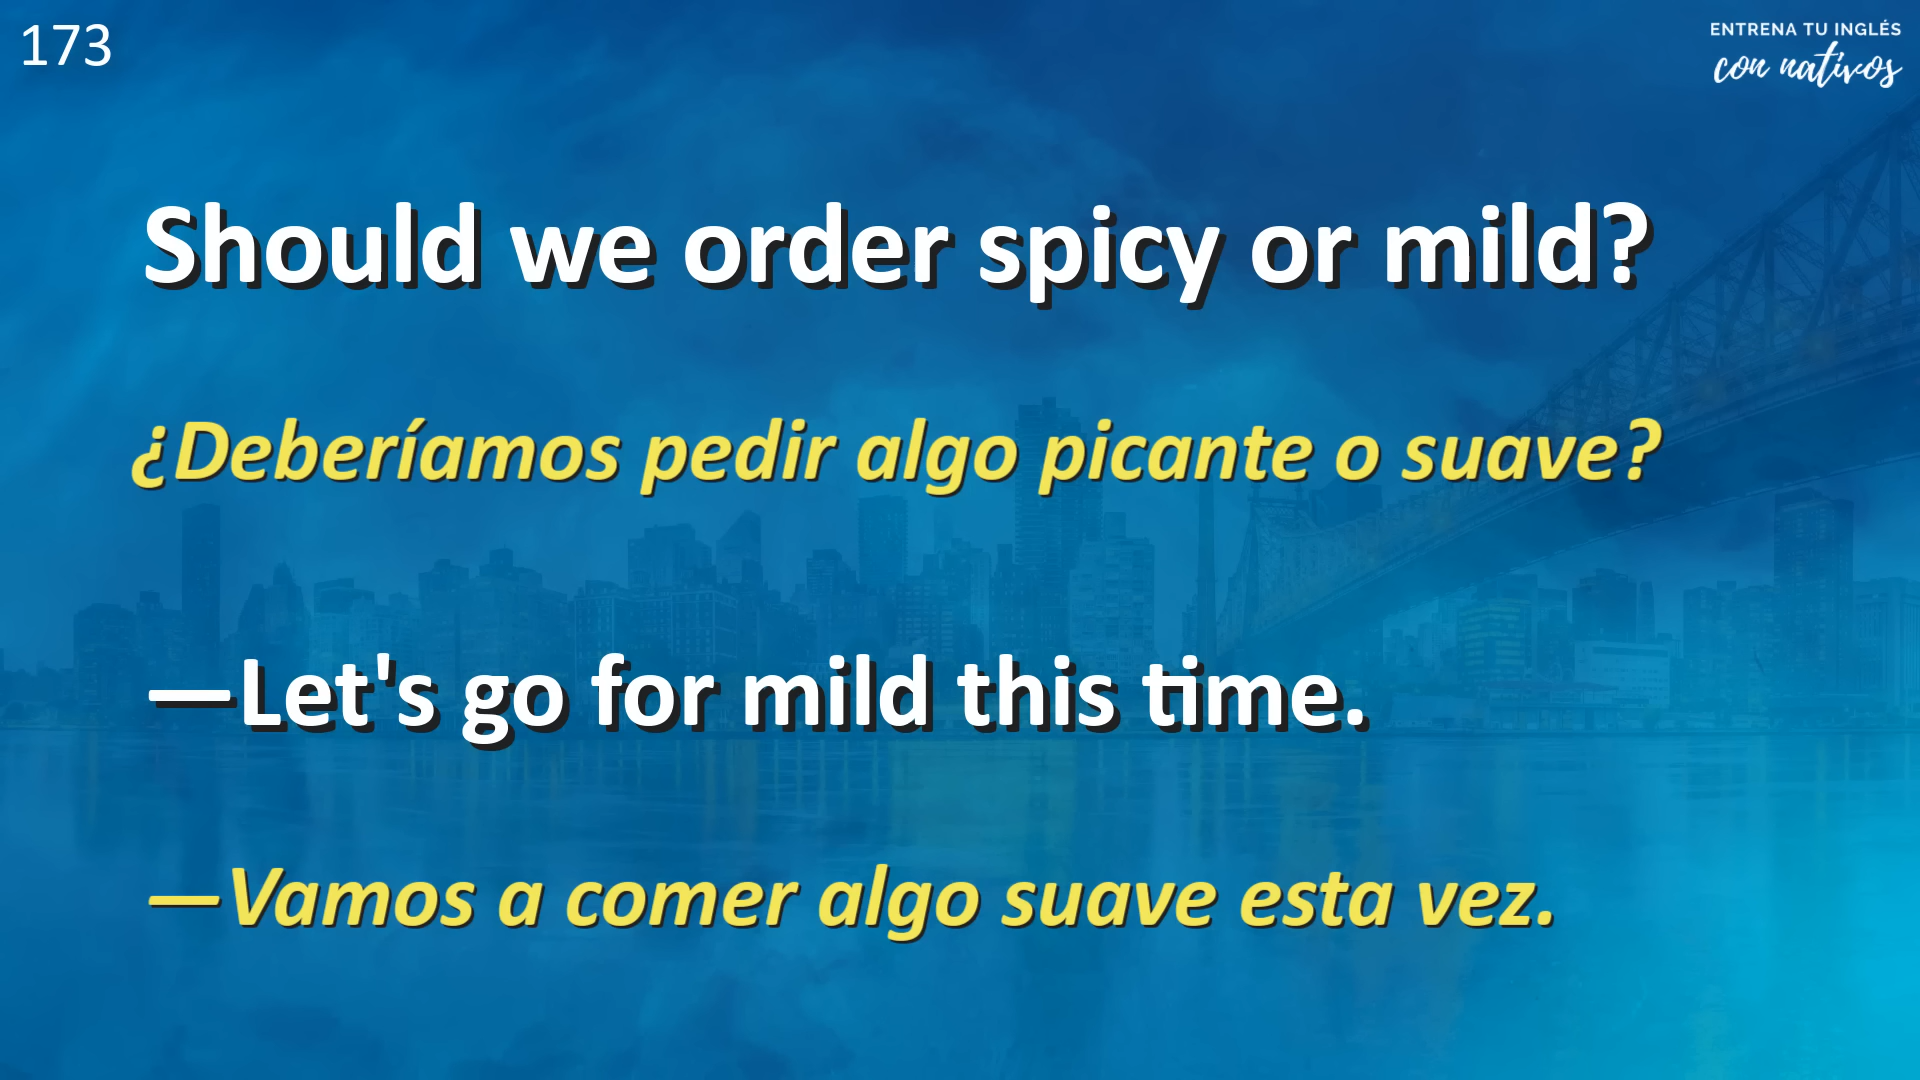 173
ENTRENA TU INGLÉS
con nativos
Should we order spicy or mild?
¿Deberíamos pedir algo picante o suave?
—Let's go for mild this time.
—Vamos a comer algo suave esta vez.